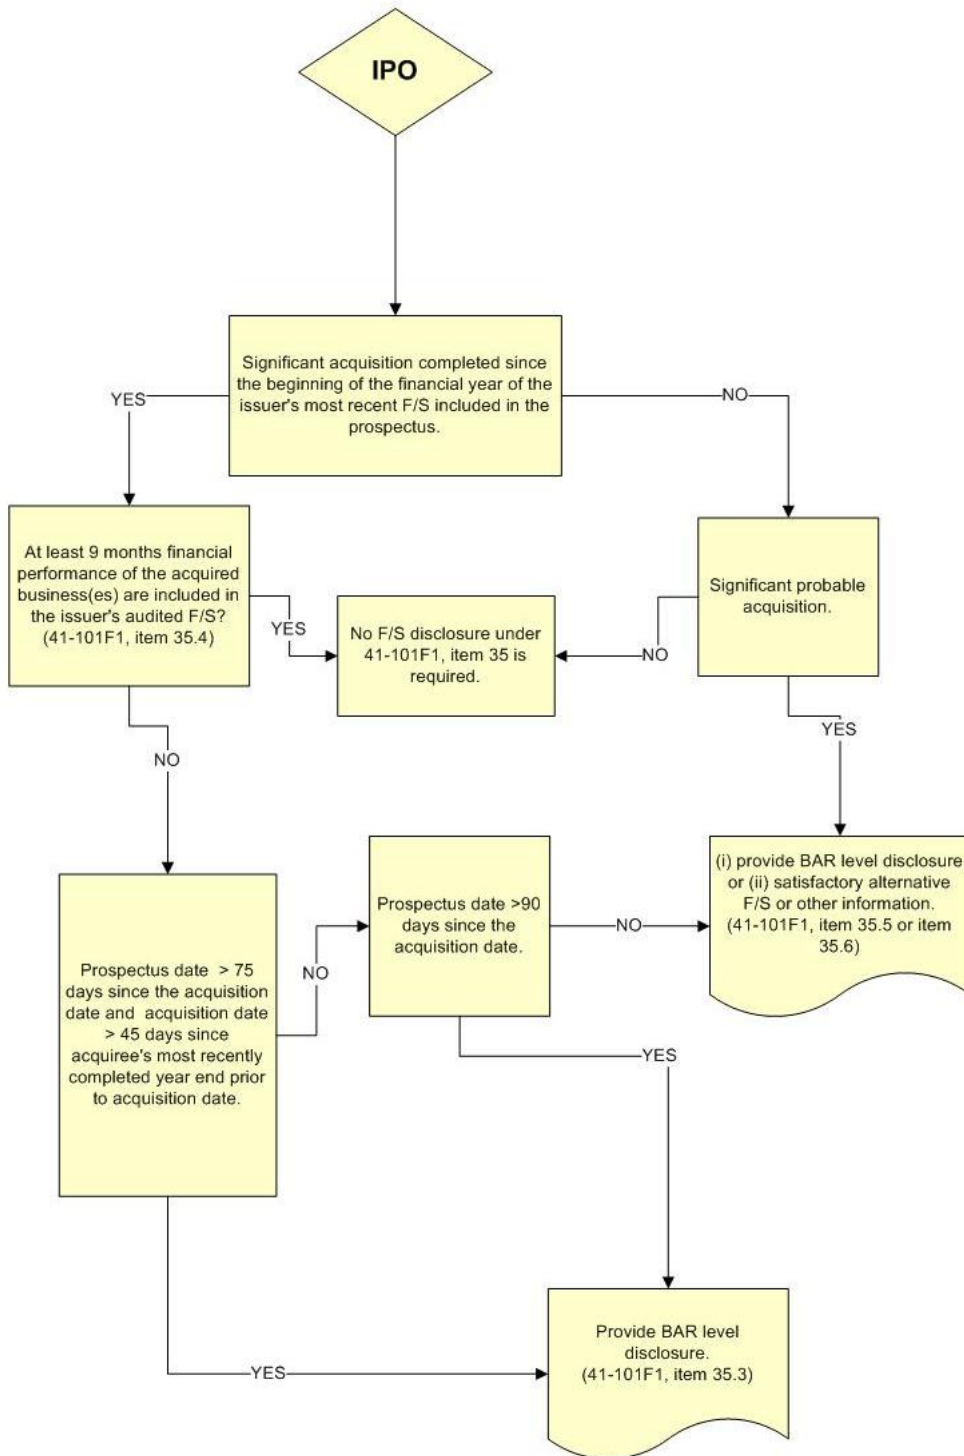 IPO
Significant acquisition completed since
the beginning of the financial year of the
issuer's most recent F/S included in the
prospectus.
YES
NO
At least 9 months financial
performance of the acquired
business(es) are included in
the issuer's audited F/S?
(41-101F1, item 35.4)
YES
No F/S disclosure under
41-101F1, item 35 is
required.
NO
Significant probable
acquisition.
NO
YES
Prospectus date > 75
days since the acquisition
date and acquisition date
> 45 days since
acquiree's most recently
completed year end prior
to acquisition date.
NO
Prospectus date >90
days since the
acquisition date.
NO
(i) provide BAR level disclosure
or (ii) satisfactory alternative
F/S or other information.
(41-101F1, item 35.5 or item
35.6)
YES
YES
Provide BAR level
disclosure.
(41-101F1, item 35.3)